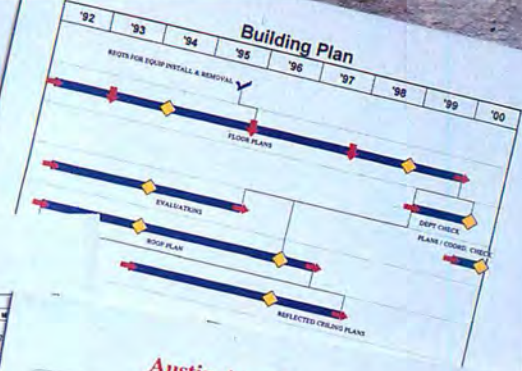 Building Plan
'92 '93 '94 '95 '96 '97 '98 '99 '00
REQTS FOR EQUIP INSTALL & REMOVAL
FLOOR PLANS
EVALUATIONS
DEPT CHECK
PLANS / COORD. CHECK
ROOF PLAN
REFLECTED CEILING PLANS